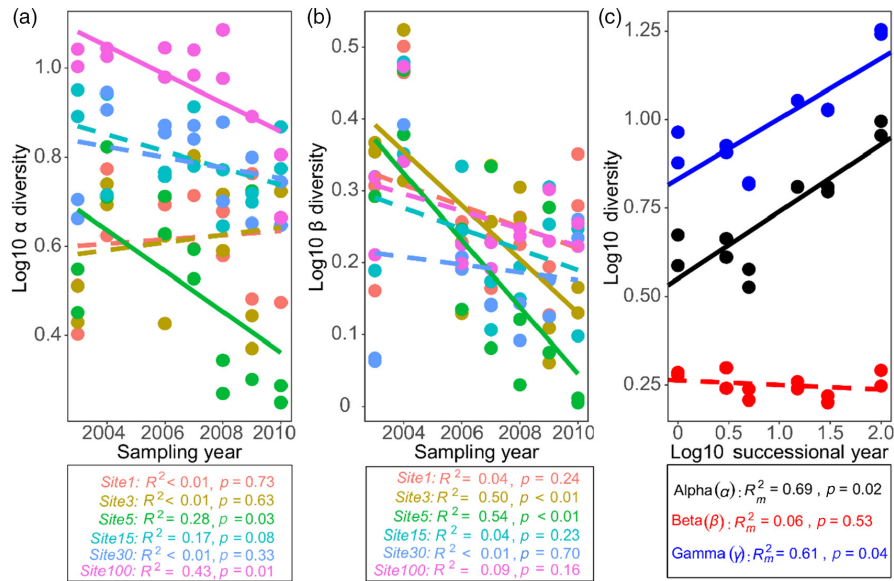 (a)
(b)
(c)
Log10 α diversity
1.0
0.8
0.6
0.4
2004 2006 2008 2010
Sampling year
Log10 β diversity
0.5
0.4
0.3
0.2
0.1
0
2004 2006 2008 2010
Sampling year
Log10 diversity
1.25
1.00
0.75
0.50
0.25
0.0 0.5 1.0 1.5 2.0
Log10 successional year
Site1: R² < 0.01, p = 0.73
Site3: R² < 0.01, p = 0.63
Site5: R² = 0.28, p = 0.03
Site15: R² = 0.17, p = 0.08
Site30: R² < 0.01, p = 0.33
Site100: R² = 0.43, p = 0.01
Site1: R² = 0.04, p = 0.24
Site3: R² = 0.50, p < 0.01
Site5: R² = 0.54, p < 0.01
Site15: R² = 0.04, p = 0.23
Site30: R² < 0.01, p = 0.70
Site100: R² = 0.09, p = 0.16
Alpha(α): R²m = 0.69, p = 0.02
Beta(β): R²m = 0.06, p = 0.53
Gamma(γ): R²m = 0.61, p = 0.04